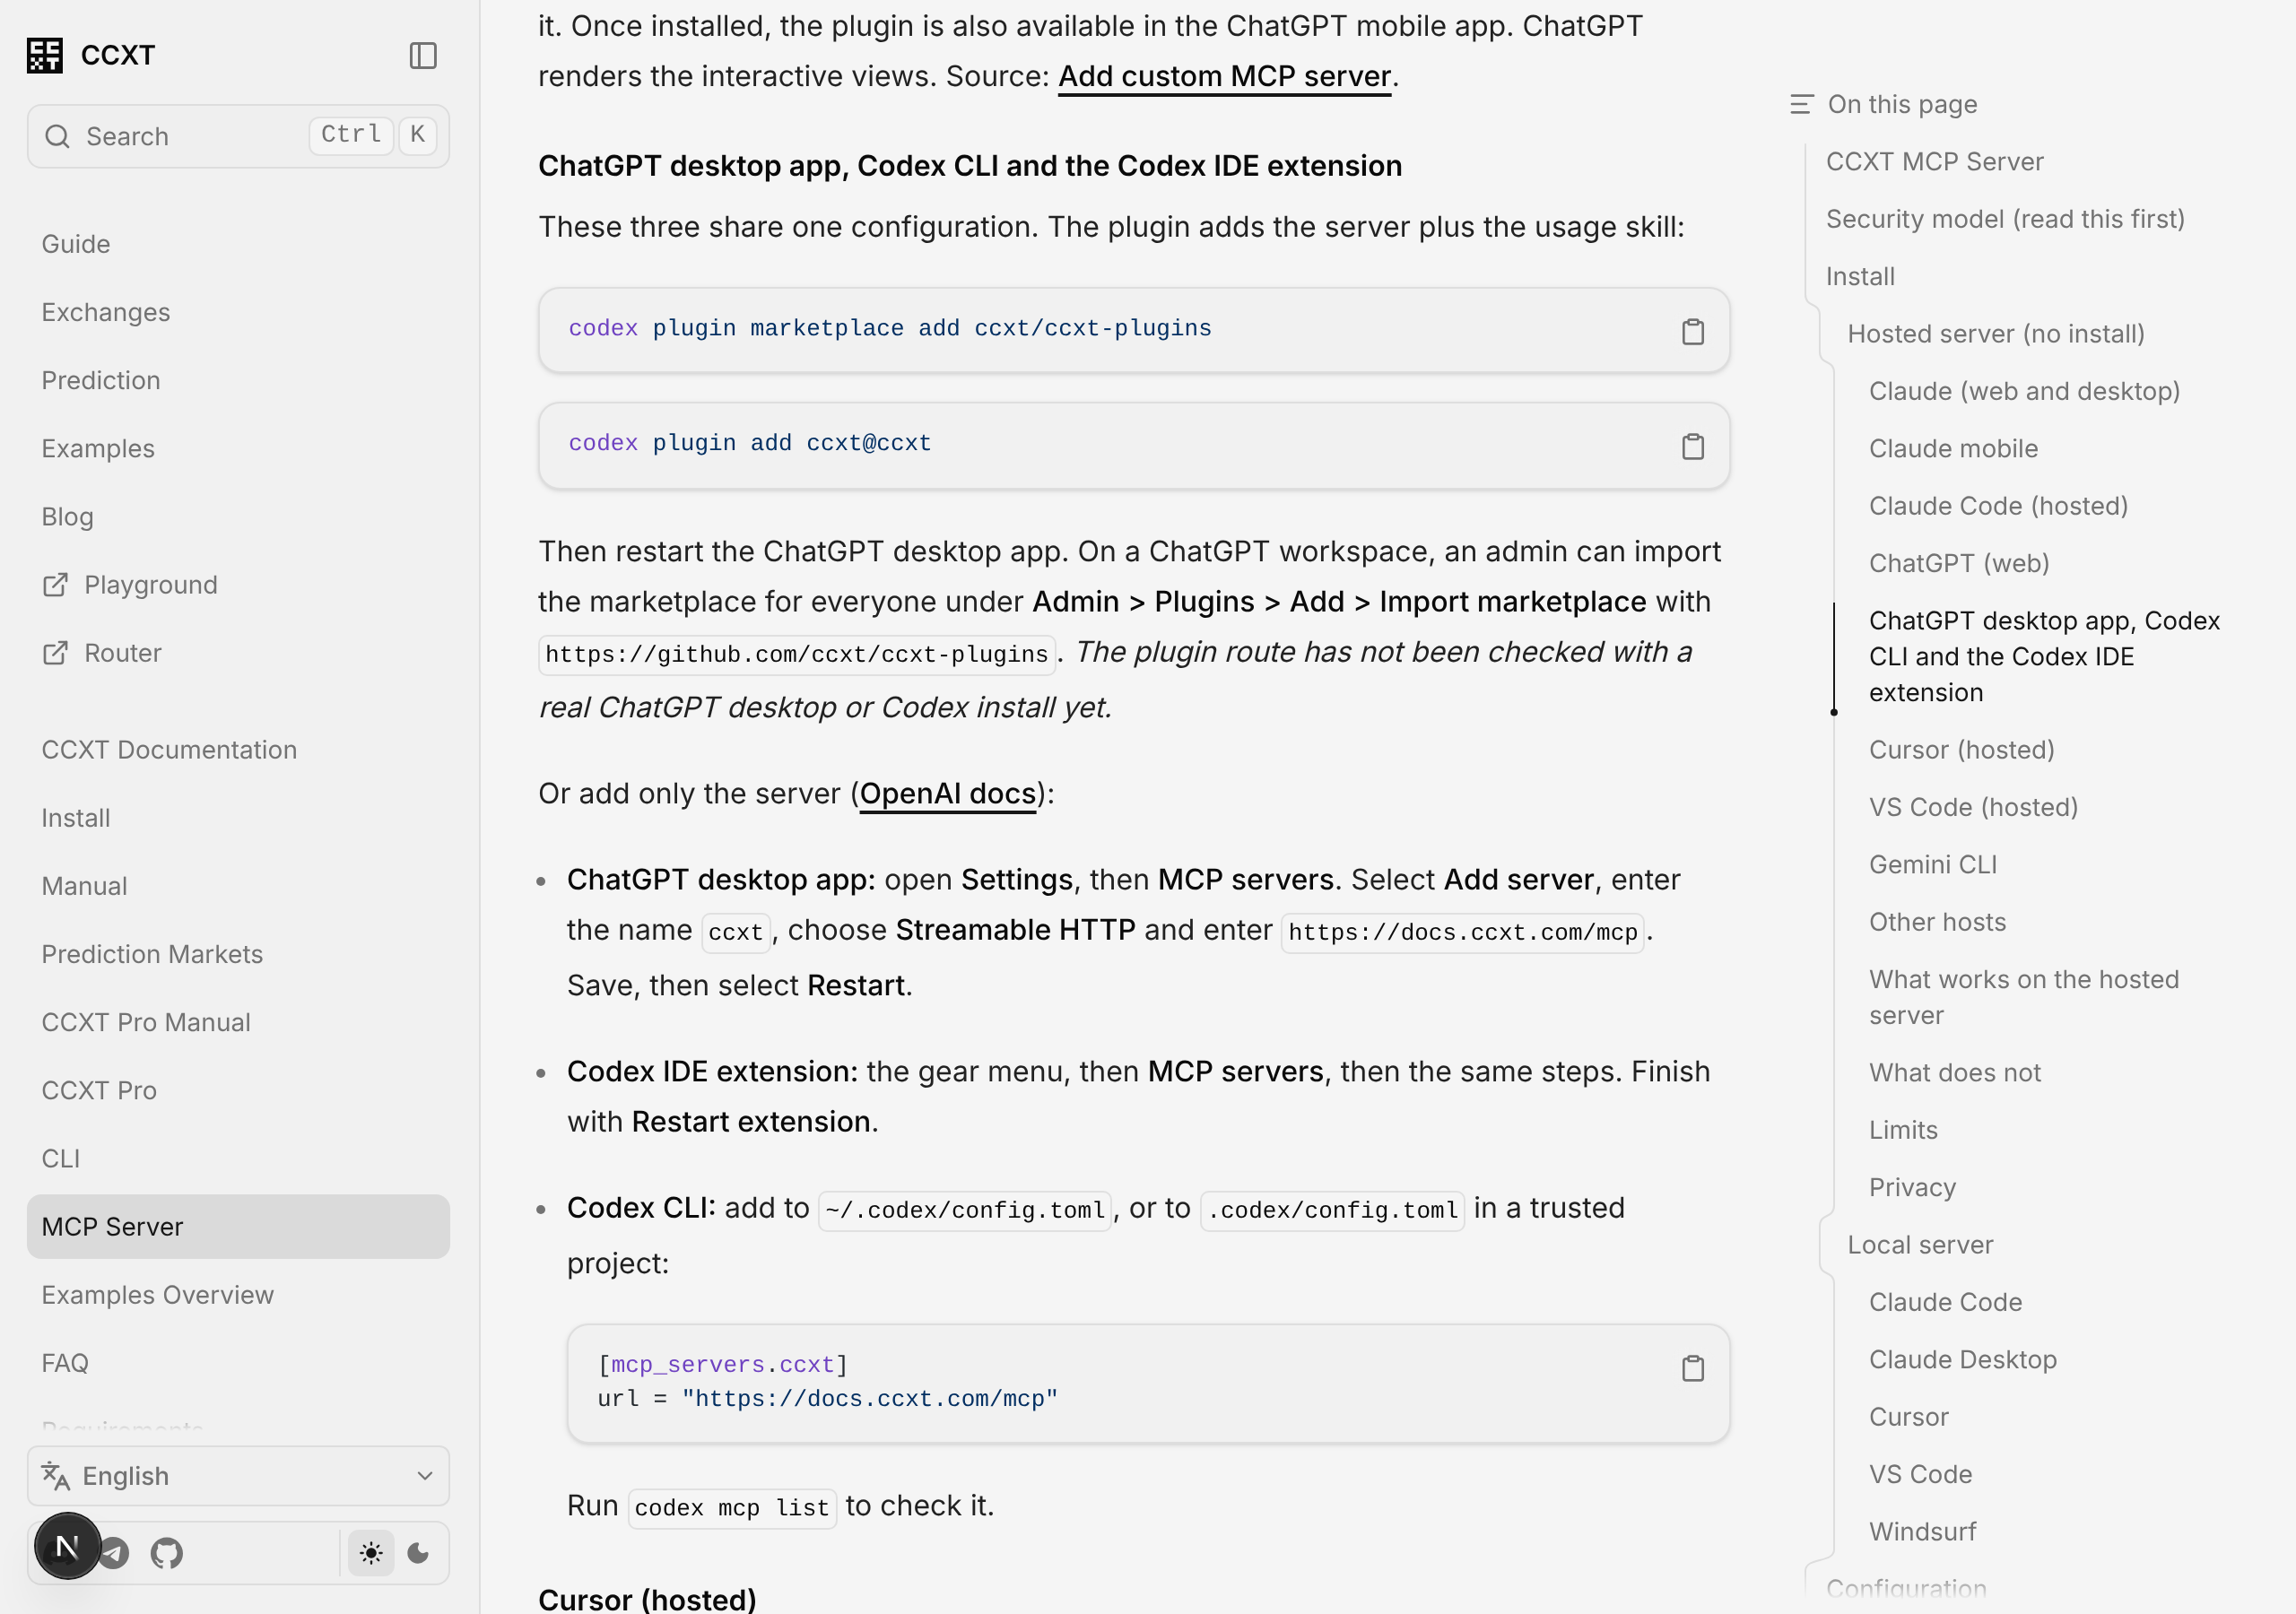 CCXT
Search
Ctrl K
Guide
Exchanges
Prediction
Examples
Blog
Playground
Router
CCXT Documentation
Install
Manual
Prediction Markets
CCXT Pro Manual
CCXT Pro
CLI
MCP Server
Examples Overview
FAQ
Requirements
English
N
it. Once installed, the plugin is also available in the ChatGPT mobile app. ChatGPT
renders the interactive views. Source: Add custom MCP server.
ChatGPT desktop app, Codex CLI and the Codex IDE extension
These three share one configuration. The plugin adds the server plus the usage skill:
codex plugin marketplace add ccxt/ccxt-plugins
codex plugin add ccxt@ccxt
Then restart the ChatGPT desktop app. On a ChatGPT workspace, an admin can import
the marketplace for everyone under Admin > Plugins > Add > Import marketplace with
https://github.com/ccxt/ccxt-plugins. The plugin route has not been checked with a
real ChatGPT desktop or Codex install yet.
Or add only the server (OpenAI docs):
• ChatGPT desktop app: open Settings, then MCP servers. Select Add server, enter
the name ccxt, choose Streamable HTTP and enter https://docs.ccxt.com/mcp.
Save, then select Restart.
• Codex IDE extension: the gear menu, then MCP servers, then the same steps. Finish
with Restart extension.
• Codex CLI: add to ~/.codex/config.toml, or to .codex/config.toml in a trusted
project:
[mcp_servers.ccxt]
url = "https://docs.ccxt.com/mcp"
Run codex mcp list to check it.
Cursor (hosted)
On this page
CCXT MCP Server
Security model (read this first)
Install
Hosted server (no install)
Claude (web and desktop)
Claude mobile
Claude Code (hosted)
ChatGPT (web)
ChatGPT desktop app, Codex
CLI and the Codex IDE
extension
Cursor (hosted)
VS Code (hosted)
Gemini CLI
Other hosts
What works on the hosted
server
What does not
Limits
Privacy
Local server
Claude Code
Claude Desktop
Cursor
VS Code
Windsurf
Configuration